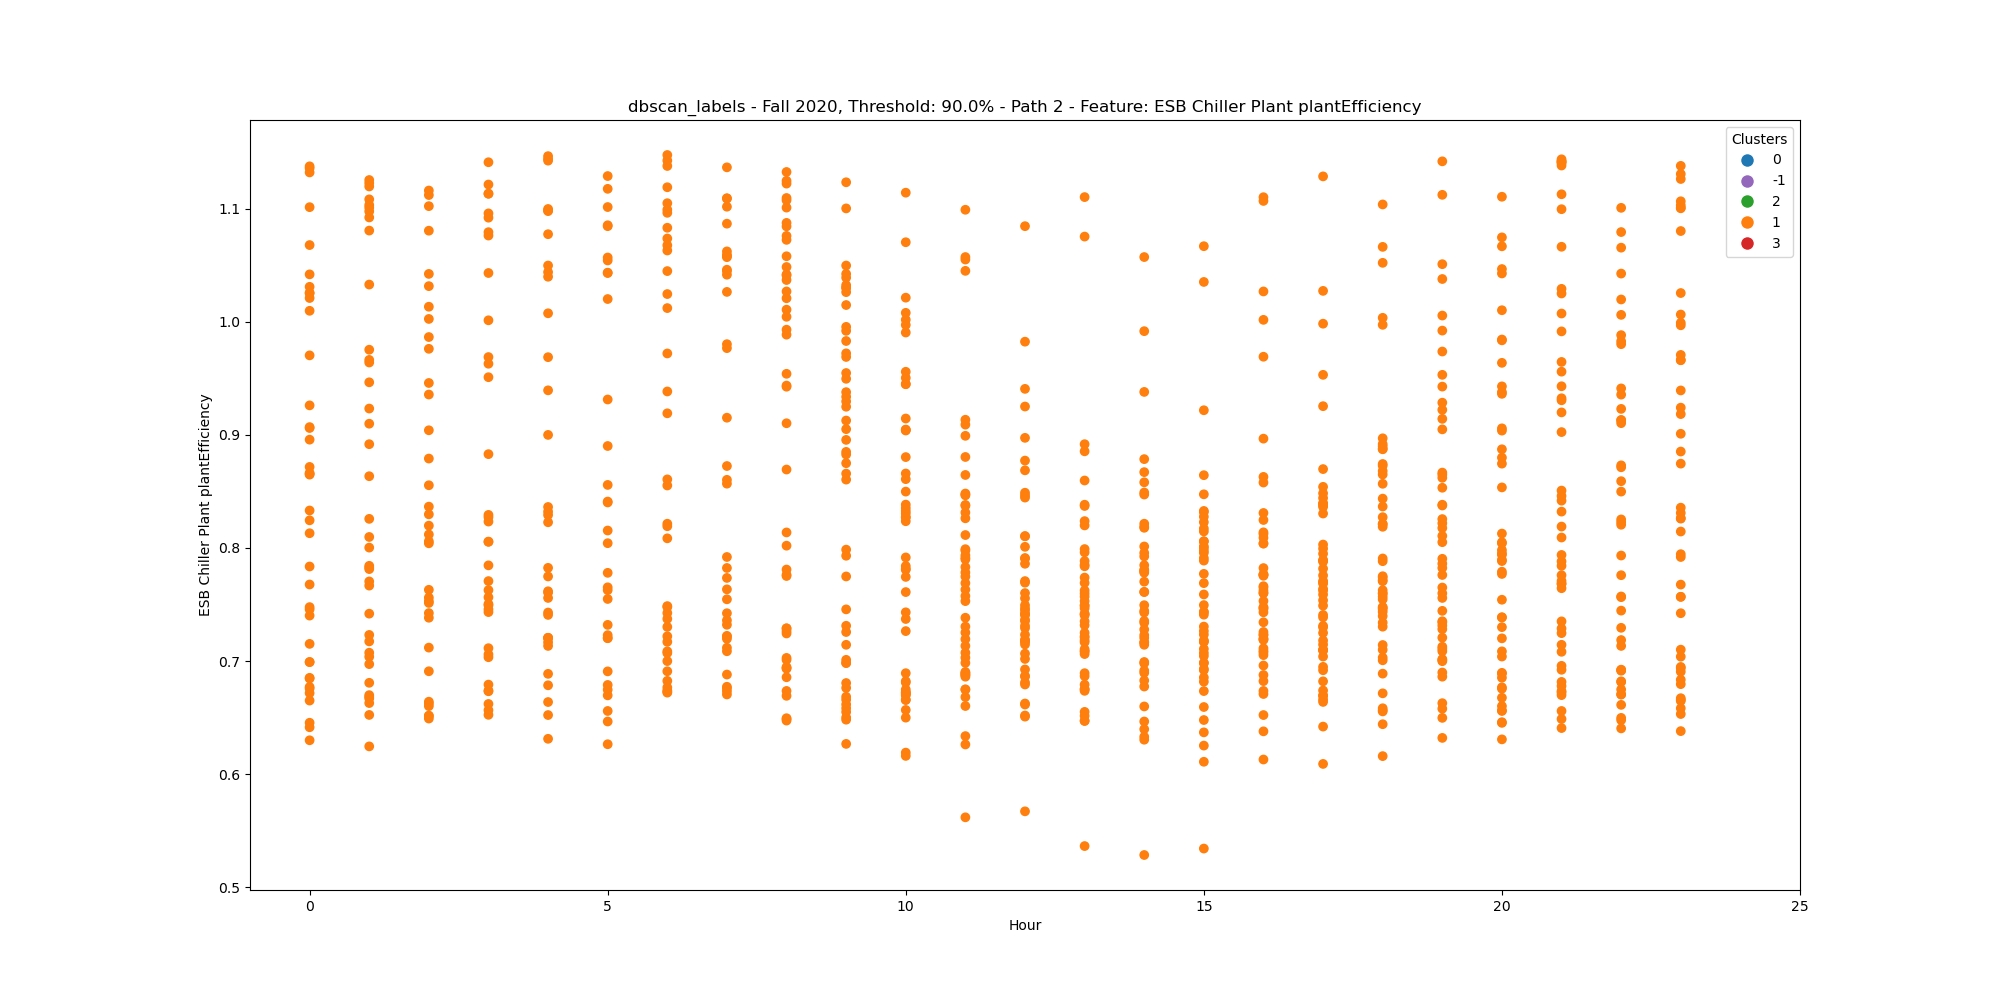 dbscan_labels - Fall 2020, Threshold: 90.0% - Path 2 - Feature: ESB Chiller Plant plantEfficiency
Clusters
0
-1
2
1
3
ESB Chiller Plant plantEfficiency
1.1
1.0
0.9
0.8
0.7
0.6
0.5
0 5 10 15 20 25
Hour